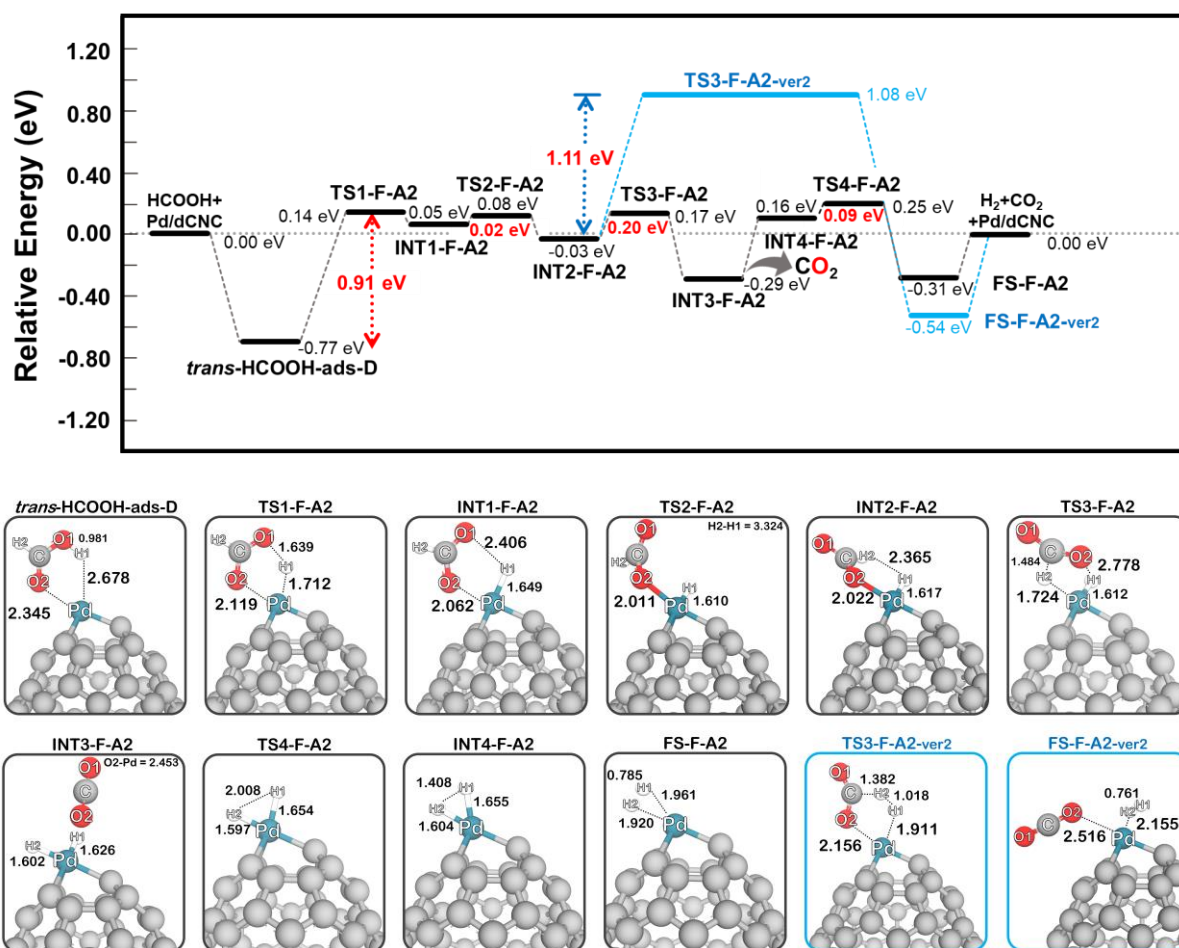 Relative Energy (eV)
1.20
0.80
0.40
0.00
-0.40
-0.80
-1.20
HCOOH+
Pd/dCNC
0.00 eV
trans-HCOOH-ads-D
-0.77 eV
0.91 eV
TS1-F-A2
0.14 eV
0.05 eV
INT1-F-A2
TS2-F-A2
0.08 eV
0.02 eV
-0.03 eV
INT2-F-A2
1.11 eV
TS3-F-A2-ver2
1.08 eV
TS3-F-A2
0.17 eV
0.20 eV
INT3-F-A2
-0.29 eV
CO2
0.16 eV
INT4-F-A2
TS4-F-A2
0.25 eV
0.09 eV
-0.31 eV
FS-F-A2
-0.54 eV
FS-F-A2-ver2
H2+CO2
+Pd/dCNC
0.00 eV
trans-HCOOH-ads-D
H2 C O1 0.981 H1
O2 2.678
2.345 Pd
TS1-F-A2
H2 C O1 1.639
O2 H1 1.712
2.119 Pd
INT1-F-A2
H2 C O1 2.406
O2 H1 1.649
2.062 Pd
TS2-F-A2
H2-H1 = 3.324
O1
H2 C
O2 H1
2.011 Pd 1.610
INT2-F-A2
O1 C H2 2.365
O2 H1
2.022 Pd 1.617
TS3-F-A2
O1 C O2
1.484 2.778
H2 H1
1.724 Pd 1.612
INT3-F-A2
O2-Pd = 2.453
O1
C
O2
H2 H1
1.602 Pd 1.626
TS4-F-A2
2.008 H1
H2 1.654
1.597 Pd
INT4-F-A2
1.408 H1
H2 1.655
1.604 Pd
FS-F-A2
0.785
H1
H2 1.961
1.920 Pd
TS3-F-A2-ver2
O1 1.382
C H2 1.018
O2 H1
1.911
2.156 Pd
FS-F-A2-ver2
0.761
O2 H2 H1
O1 C 2.516 Pd 2.155